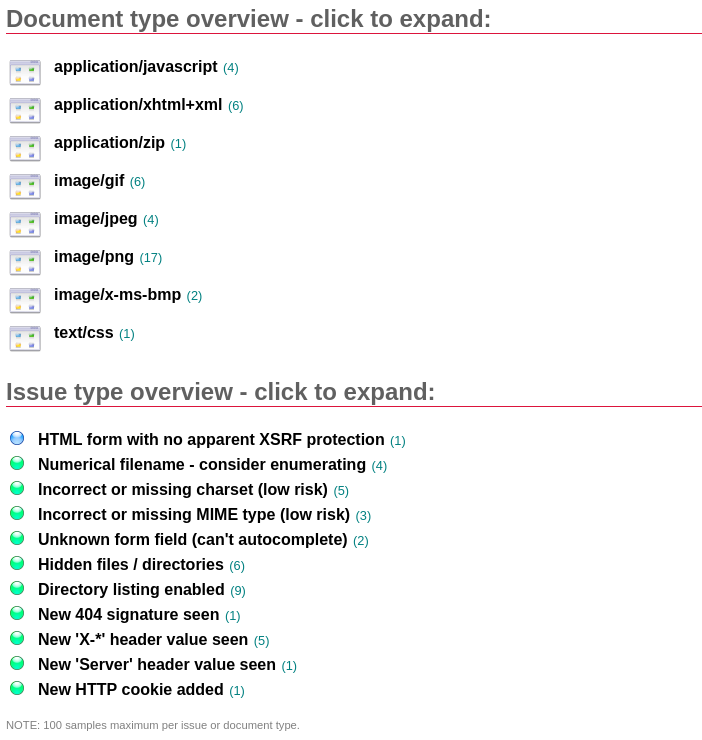 Document type overview - click to expand:
application/javascript (4)
application/xhtml+xml (6)
application/zip (1)
image/gif (6)
image/jpeg (4)
image/png (17)
image/x-ms-bmp (2)
text/css (1)
Issue type overview - click to expand:
HTML form with no apparent XSRF protection (1)
Numerical filename - consider enumerating (4)
Incorrect or missing charset (low risk) (5)
Incorrect or missing MIME type (low risk) (3)
Unknown form field (can't autocomplete) (2)
Hidden files / directories (6)
Directory listing enabled (9)
New 404 signature seen (1)
New 'X-*' header value seen (5)
New 'Server' header value seen (1)
New HTTP cookie added (1)
NOTE: 100 samples maximum per issue or document type.